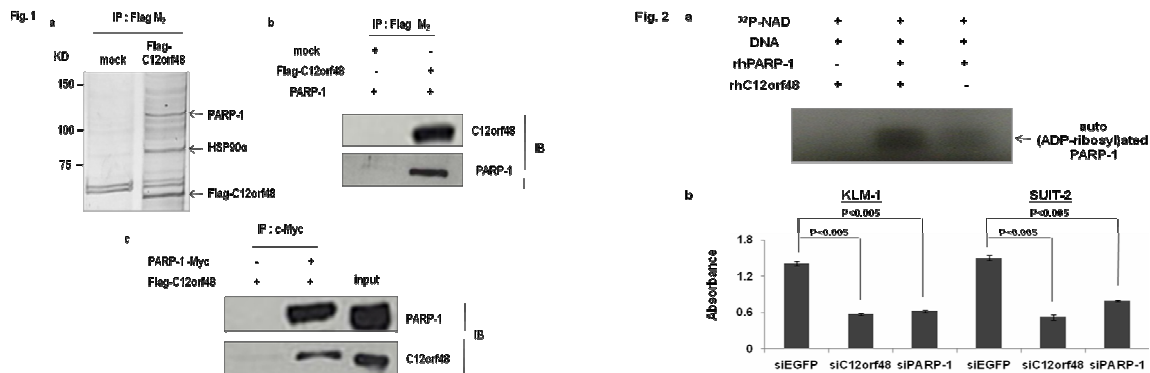 Fig. 1
a
IP : Flag M₂
KD
mock
Flag-
C12orf48
150
100
75
PARP-1
HSP90α
Flag-C12orf48
b
IP : Flag M₂
mock + -
Flag-C12orf48 - +
PARP-1 + +
C12orf48
PARP-1
IB
c
IP : c-Myc
PARP-1-Myc - +
Flag-C12orf48 + + input
PARP-1
C12orf48
IB
Fig. 2 a
³²P-NAD + + +
DNA + + +
rhPARP-1 - + +
rhC12orf48 + + -
auto
(ADP-ribosyl)ated
PARP-1
b
KLM-1 SUIT-2
P<0.005 P<0.005
P<0.005 P<0.005
Absorbance
1.8
1.2
0.6
0
siEGFP siC12orf48 siPARP-1 siEGFP siC12orf48 siPARP-1